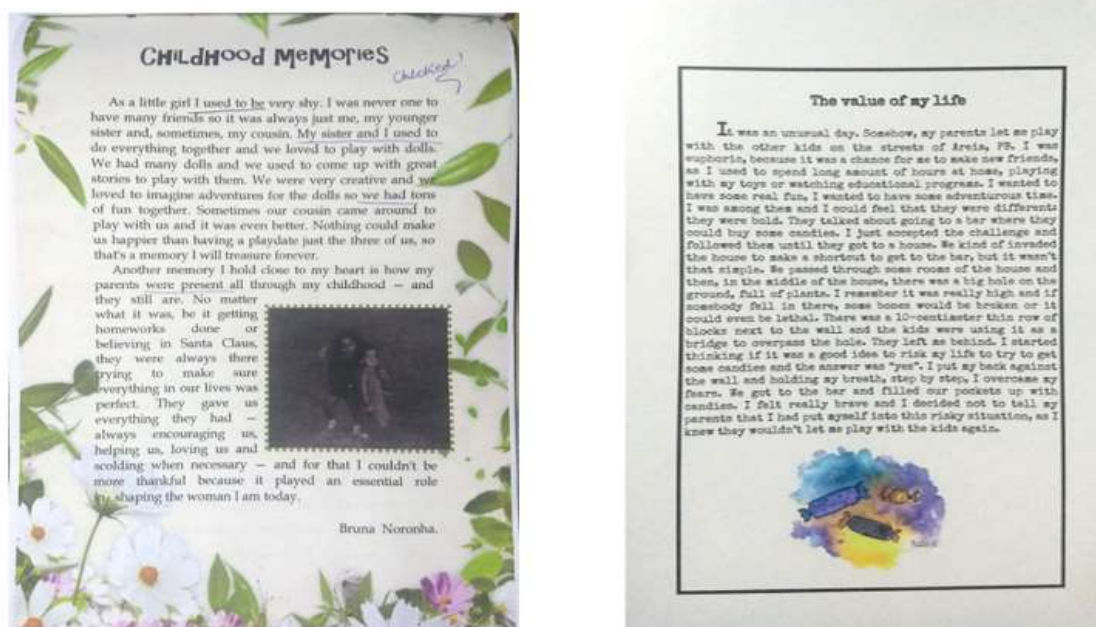 CHILDHOOD MEMORIES
Checked!
As a little girl I used to be very shy. I was never one to
have many friends so it was always just me, my younger
sister and, sometimes, my cousin. My sister and I used to
do everything together and we loved to play with dolls.
We had many dolls and we used to come up with great
stories to play with them. We were very creative and we
loved to imagine adventures for the dolls so we had tons
of fun together. Sometimes our cousin came around to
play with us and it was even better. Nothing could make
us happier than having a playdate just the three of us, so
that's a memory I will treasure forever.
Another memory I hold close to my heart is how my
parents were present all through my childhood – and
they still are. No matter
what it was, be it getting
homeworks done or
believing in Santa Claus,
they were always there
trying to make sure
everything in our lives was
perfect. They gave us
everything they had –
always encouraging us,
helping us, loving us and
scolding when necessary – and for that I couldn't be
more thankful because it played an essential role
in shaping the woman I am today.
Bruna Noronha.
The value of my life
It was an unusual day. Somehow, my parents let me play
with the other kids on the streets of Areia, PB. I was
euphoric, because it was a chance for me to make new friends,
as I used to spend long amount of hours at home, playing
with my toys or watching educational programs. I wanted to
have some real fun, I wanted to have some adventurous time.
I was among them and I could feel that they were different:
they were bold. They talked about going to a bar where they
could buy some candies. I just accepted the challenge and
followed them until they got to a house. We kind of invaded
the house to make a shortcut to get to the bar, but it wasn't
that simple. We passed through some rooms of the house and
then, in the middle of the house, there was a big hole on the
ground, full of plants. I remember it was really high and if
somebody fell in there, some bones would be broken or it
could even be lethal. There was a 10-centimeter thin row of
blocks next to the wall and the kids were using it as a
bridge to overpass the hole. They left me behind. I started
thinking if it was a good idea to risk my life to try to get
some candies and the answer was "yes". I put my back against
the wall and holding my breath, step by step, I overcame my
fears. We got to the bar and filled our pockets up with
candies. I felt really brave and I decided not to tell my
parents that I had put myself into this risky situation, as I
knew they wouldn't let me play with the kids again.